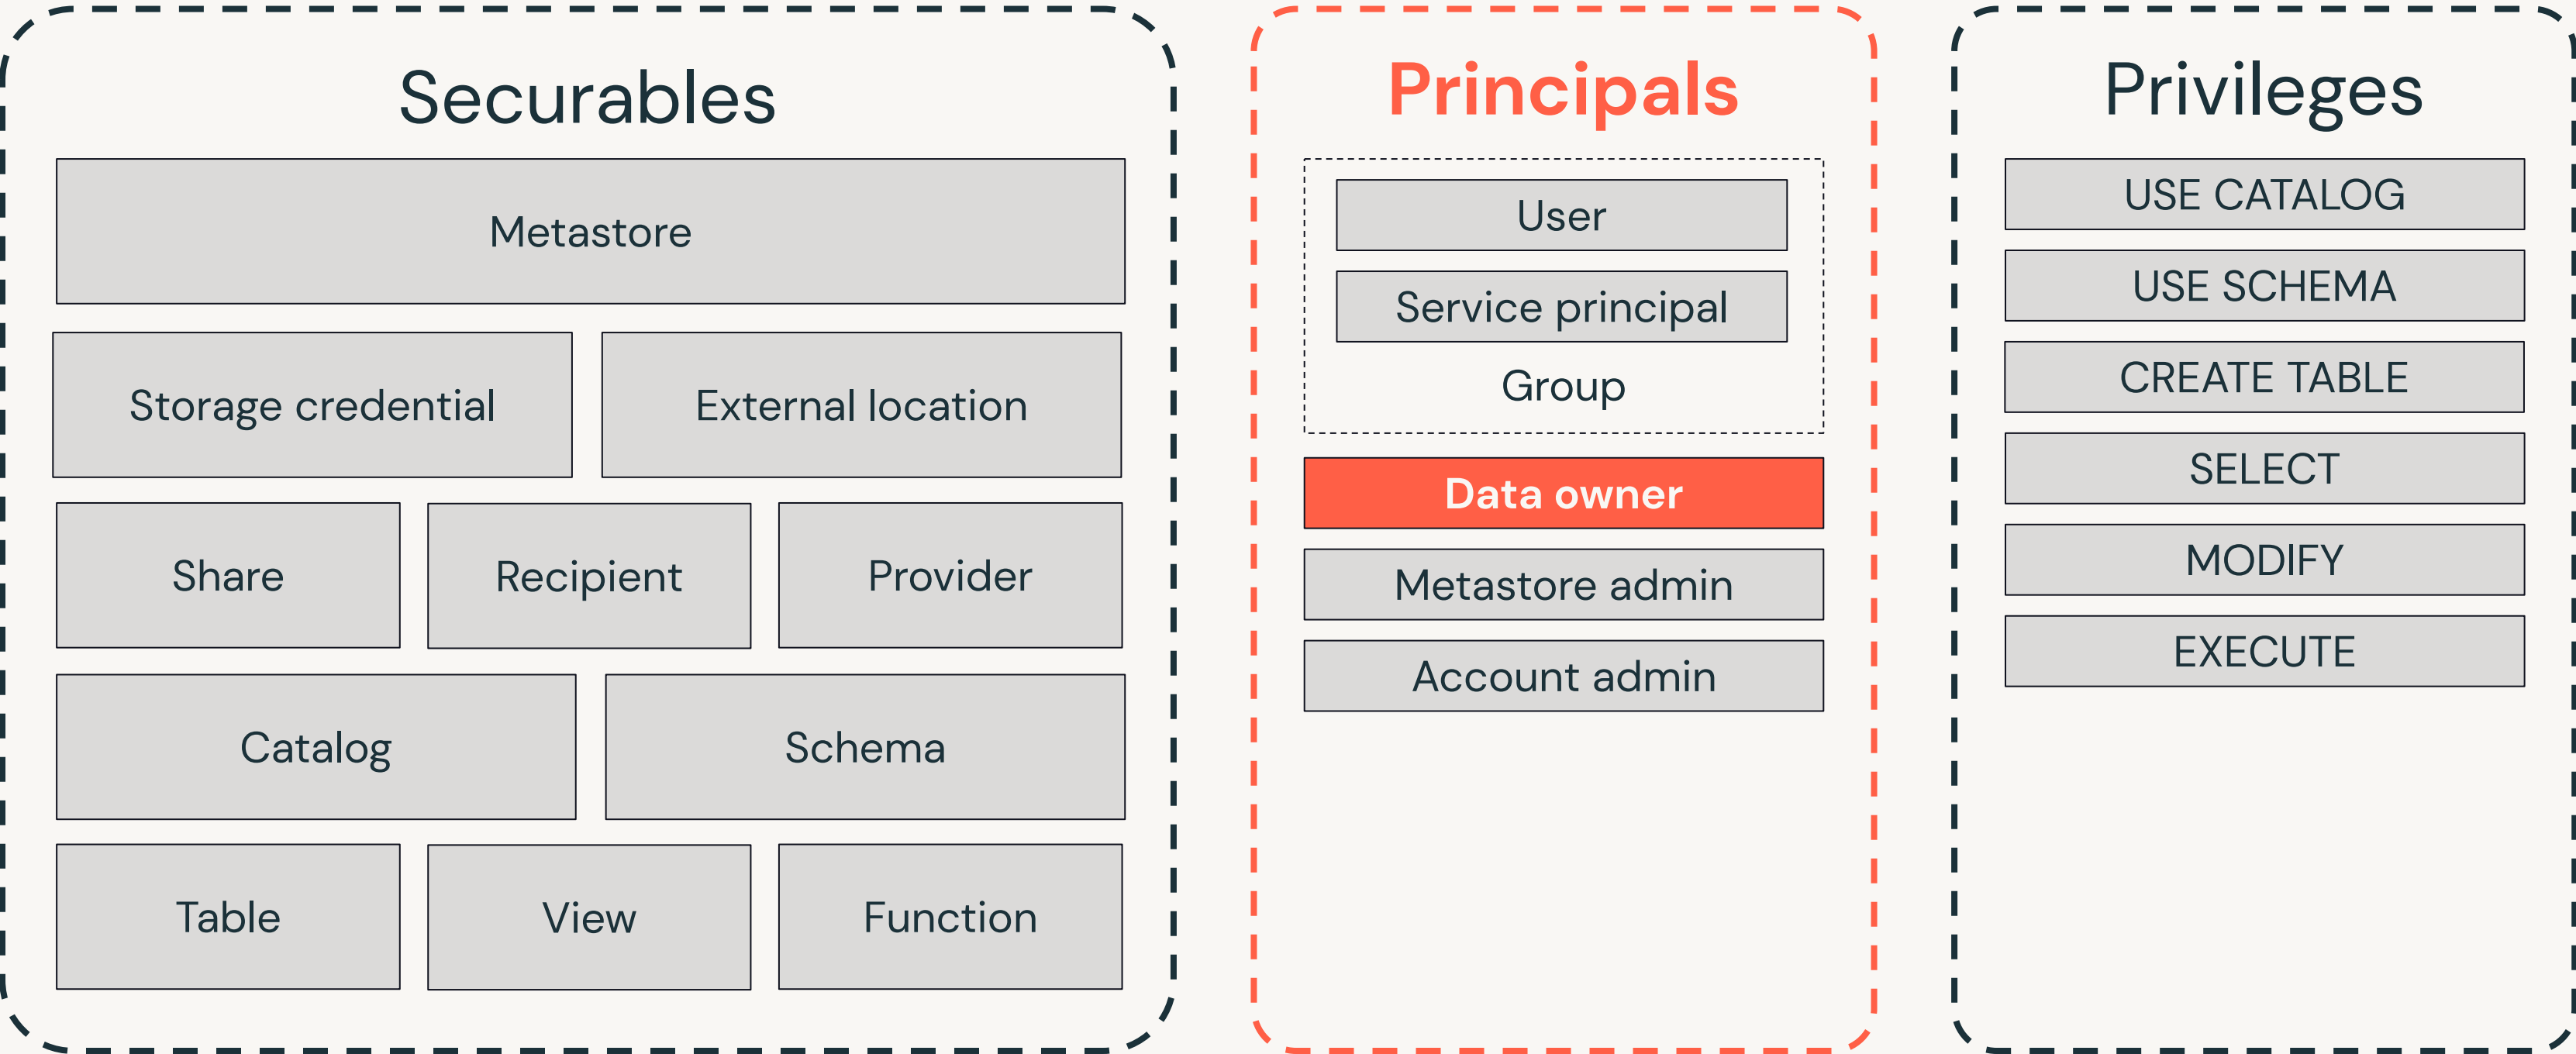 Securables
Metastore
Storage credential
External location
Share
Recipient
Provider
Catalog
Schema
Table
View
Function
Principals
User
Service principal
Group
Data owner
Metastore admin
Account admin
Privileges
USE CATALOG
USE SCHEMA
CREATE TABLE
SELECT
MODIFY
EXECUTE